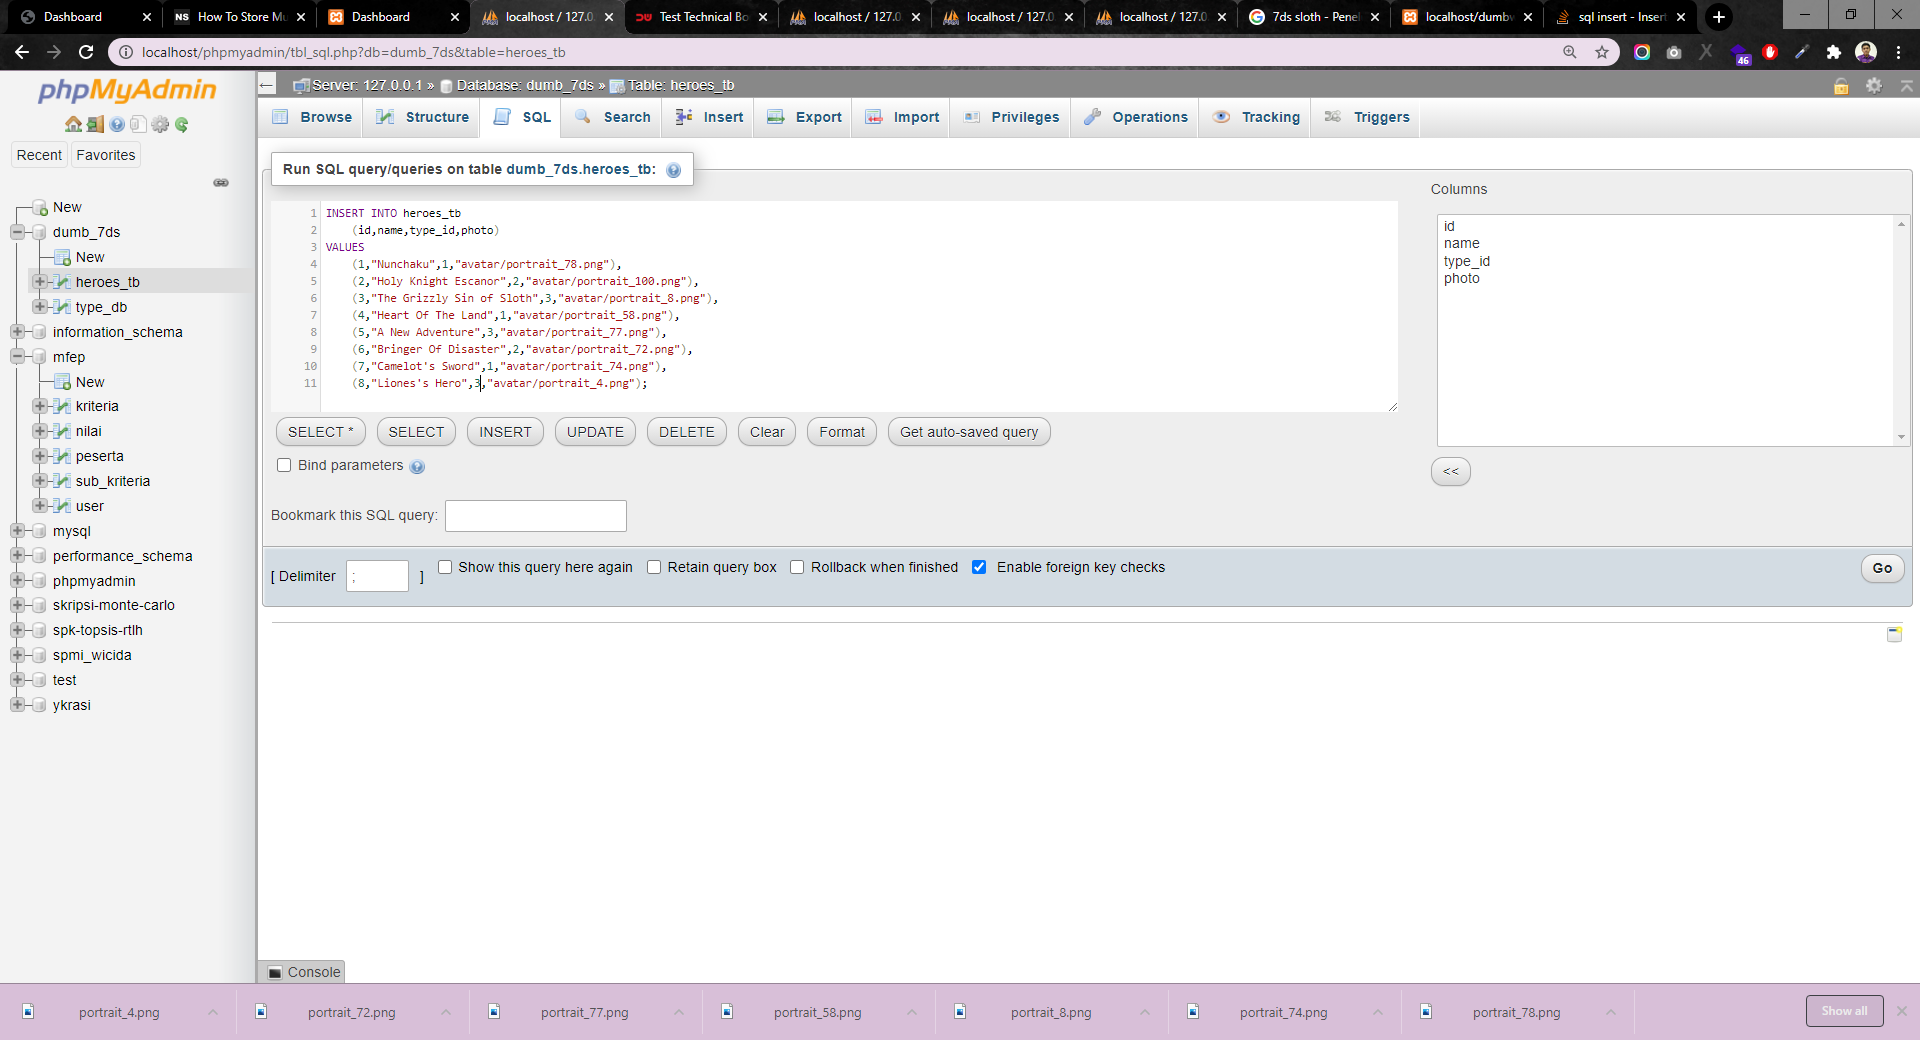 Dashboard
How To Store Mu
Dashboard
localhost / 127.0
Test Technical Bo
localhost / 127.0.
localhost / 127.0
localhost / 127.0.
7ds sloth - Penel
localhost/dumbw
sql insert - Insert
localhost/phpmyadmin/tbl_sql.php?db=dumb_7ds&table=heroes_tb
46
phpMyAdmin
Recent Favorites
New
dumb_7ds
New
heroes_tb
type_db
information_schema
mfep
New
kriteria
nilai
peserta
sub_kriteria
user
mysql
performance_schema
phpmyadmin
skripsi-monte-carlo
spk-topsis-rtlh
spmi_wicida
test
ykrasi
Server: 127.0.0.1 » Database: dumb_7ds » Table: heroes_tb
Browse Structure SQL Search Insert Export Import Privileges Operations Tracking Triggers
Run SQL query/queries on table dumb_7ds.heroes_tb:
1 INSERT INTO heroes_tb
2 (id,name,type_id,photo)
3 VALUES
4 (1,"Nunchaku",1,"avatar/portrait_78.png"),
5 (2,"Holy Knight Escanor",2,"avatar/portrait_100.png"),
6 (3,"The Grizzly Sin of Sloth",3,"avatar/portrait_8.png"),
7 (4,"Heart Of The Land",1,"avatar/portrait_58.png"),
8 (5,"A New Adventure",3,"avatar/portrait_77.png"),
9 (6,"Bringer Of Disaster",2,"avatar/portrait_72.png"),
10 (7,"Camelot's Sword",1,"avatar/portrait_74.png"),
11 (8,"Liones's Hero",3,"avatar/portrait_4.png");
Columns
id
name
type_id
photo
<<
SELECT * SELECT INSERT UPDATE DELETE Clear Format Get auto-saved query
Bind parameters
Bookmark this SQL query:
[ Delimiter ; ] Show this query here again Retain query box Rollback when finished Enable foreign key checks Go
Console
portrait_4.png portrait_72.png portrait_77.png portrait_58.png portrait_8.png portrait_74.png portrait_78.png Show all